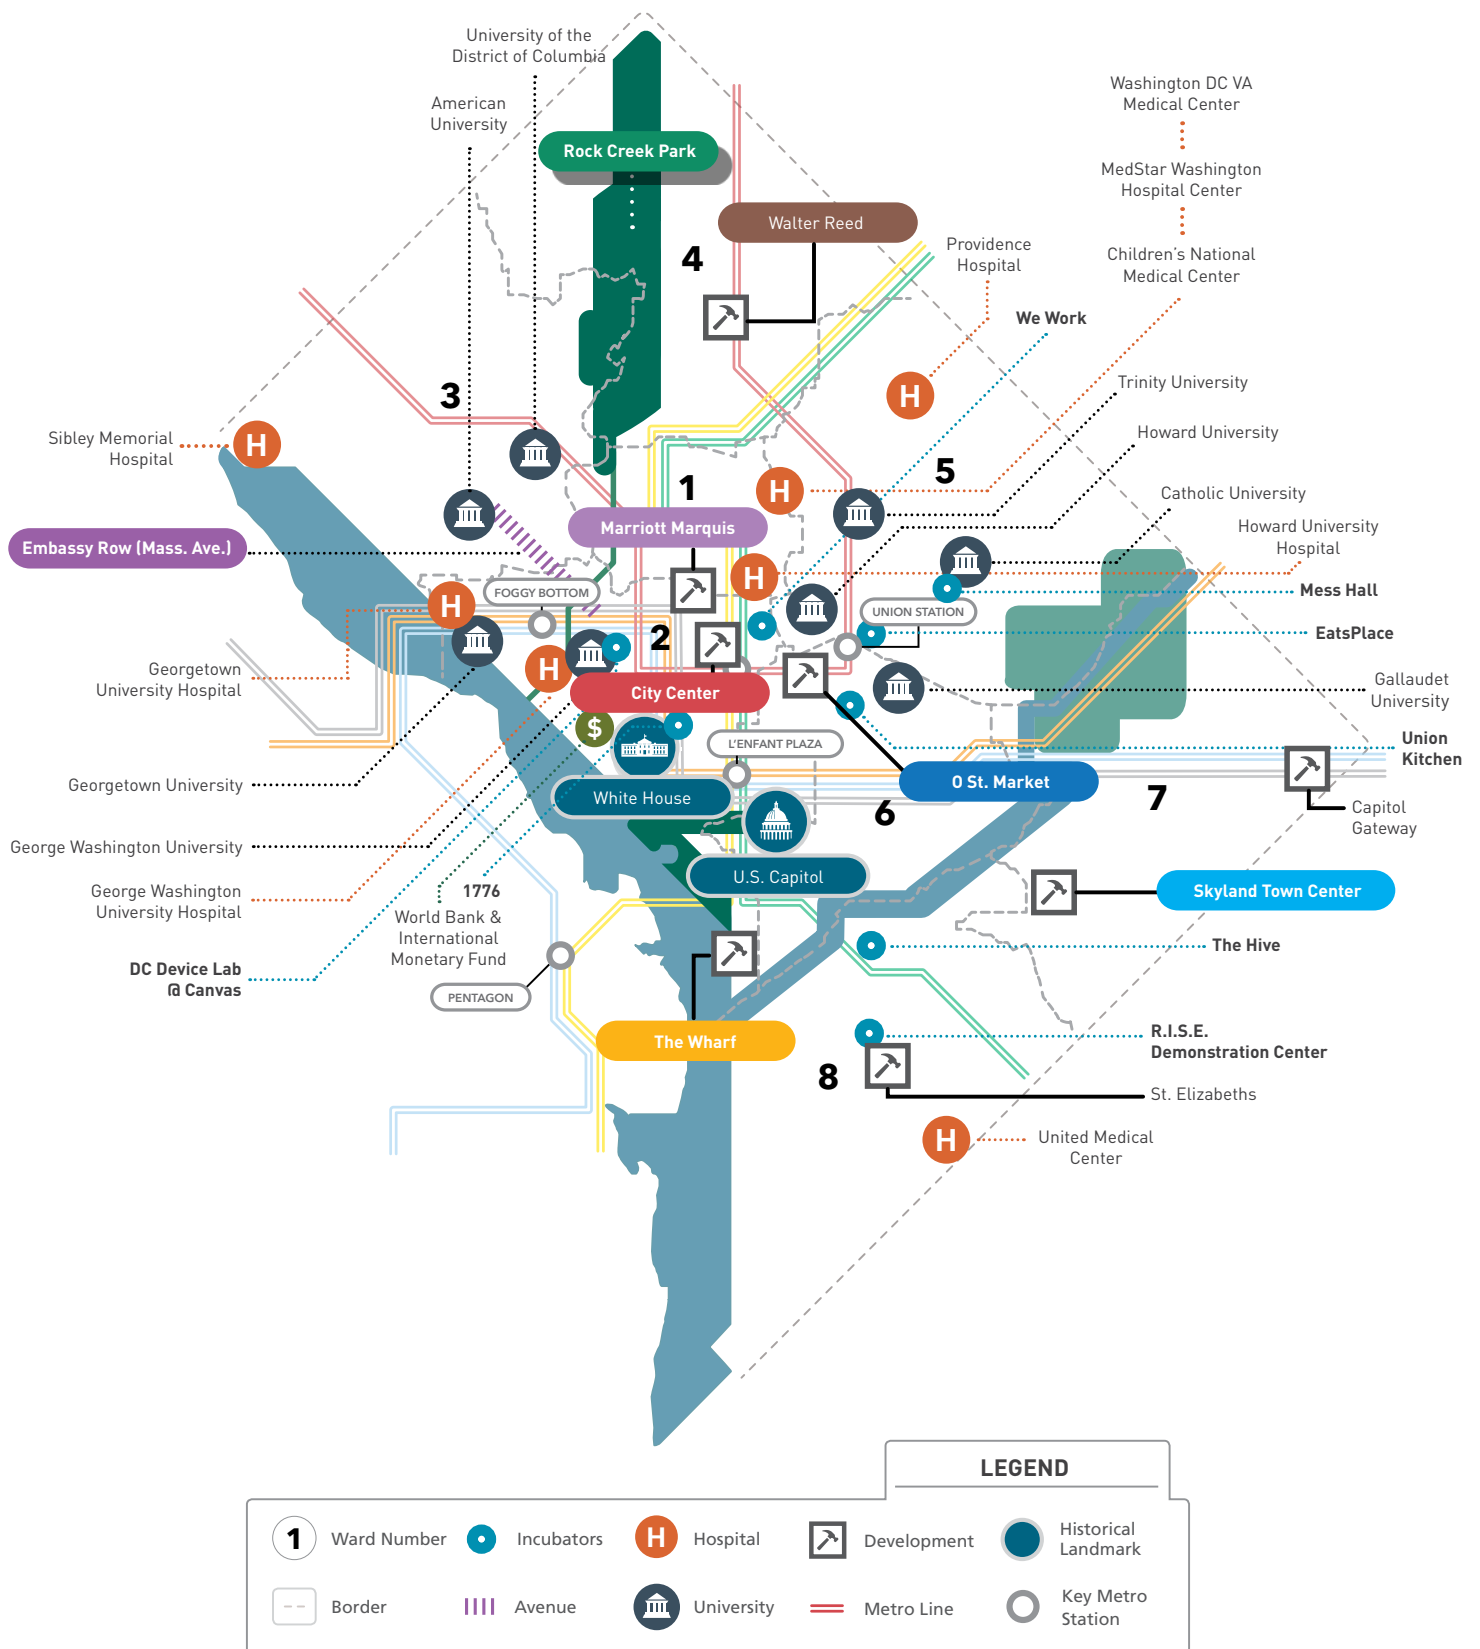 University of the
District of Columbia
American
University
Washington DC VA
Medical Center
Rock Creek Park
MedStar Washington
Hospital Center
Walter Reed
4
Providence
Hospital
Children's National
Medical Center
We Work
Trinity University
3
Howard University
Sibley Memorial
Hospital
H
H
H
5
1
Catholic University
Marriott Marquis
Howard University
Hospital
Embassy Row (Mass. Ave.)
H
FOGGY BOTTOM
Mess Hall
H
UNION STATION
EatsPlace
2
Georgetown
University Hospital
H
City Center
Gallaudet
University
$
L'ENFANT PLAZA
Union
Kitchen
Georgetown University
White House
O St. Market
6
7
Capitol
Gateway
George Washington University
U.S. Capitol
George Washington
University Hospital
1776
Skyland Town Center
World Bank &
International
Monetary Fund
The Hive
DC Device Lab
@ Canvas
PENTAGON
The Wharf
R.I.S.E.
Demonstration Center
8
St. Elizabeths
H
United Medical
Center
LEGEND
1
Ward Number
Incubators
H
Hospital
Development
Historical
Landmark
Border
Avenue
University
Metro Line
Key Metro
Station